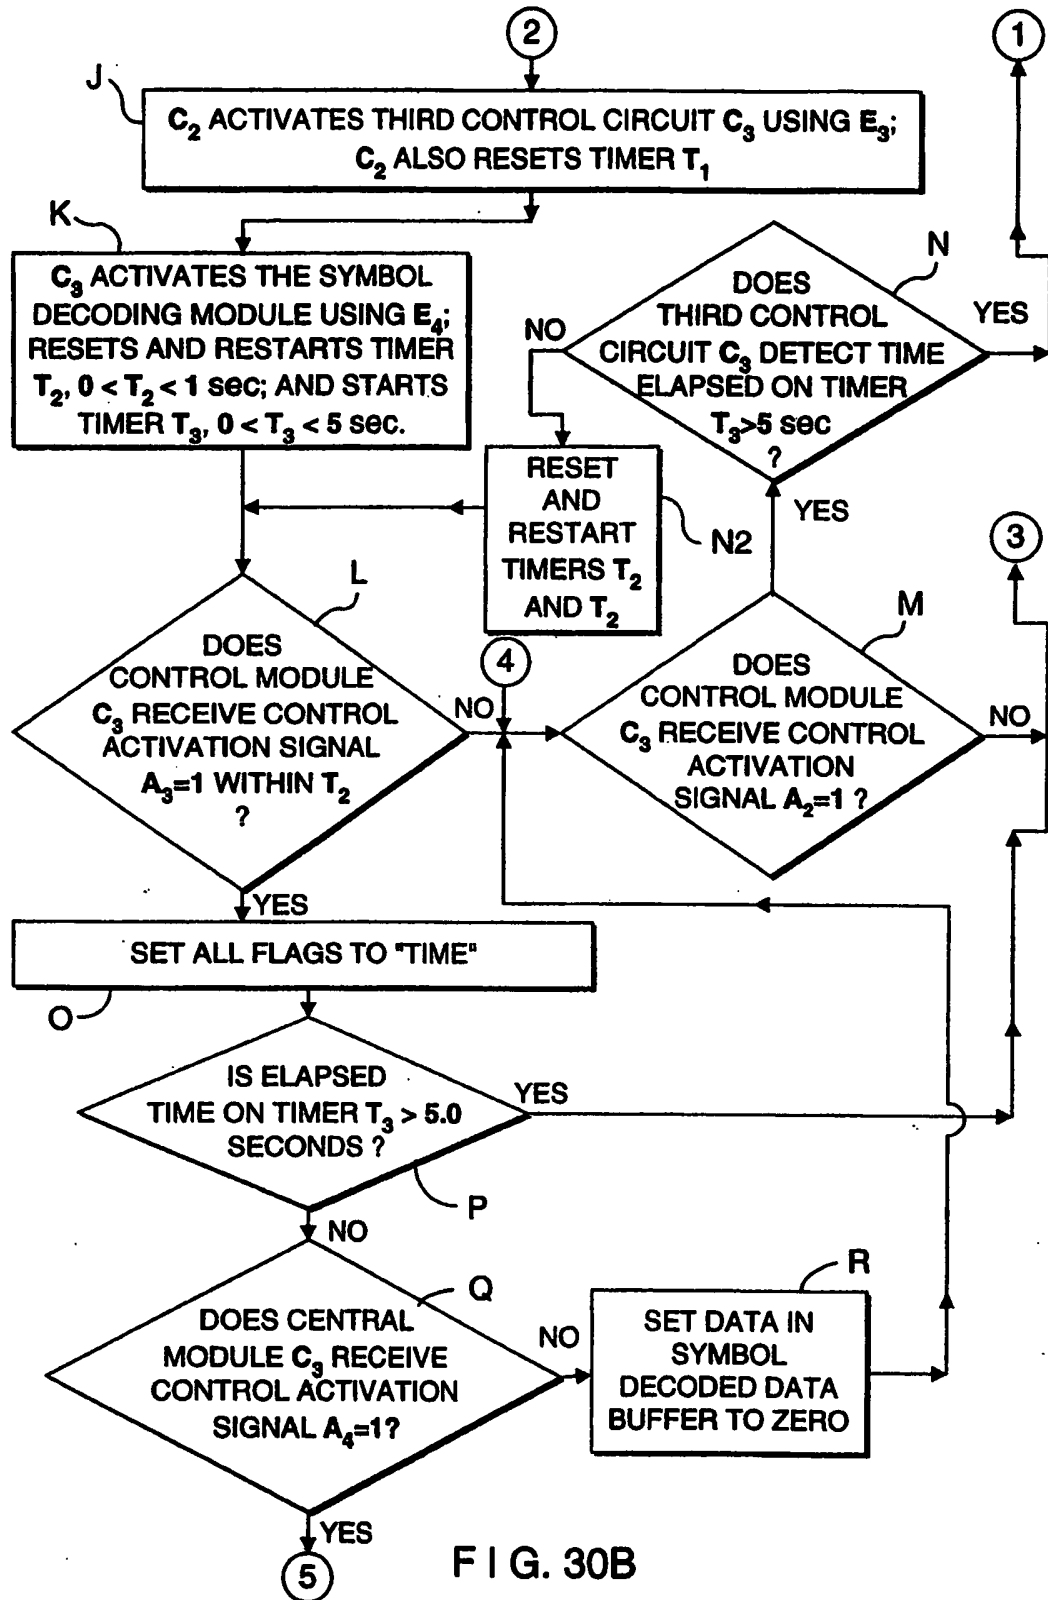 2
1
J
C₂ ACTIVATES THIRD CONTROL CIRCUIT C₃ USING E₃;
C₂ ALSO RESETS TIMER T₁
K
C₃ ACTIVATES THE SYMBOL
DECODING MODULE USING E₄;
RESETS AND RESTARTS TIMER
T₂, 0 < T₂ < 1 sec; AND STARTS
TIMER T₃, 0 < T₃ < 5 sec.
N
DOES
THIRD CONTROL
CIRCUIT C₃ DETECT TIME
ELAPSED ON TIMER
T₃>5 sec
?
NO
YES
RESET
AND
RESTART
TIMERS T₂
AND T₂
N2
YES
3
L
DOES
CONTROL MODULE
C₃ RECEIVE CONTROL
ACTIVATION SIGNAL
A₃=1 WITHIN T₂
?
NO
4
M
DOES
CONTROL MODULE
C₃ RECEIVE CONTROL
ACTIVATION
SIGNAL A₂=1 ?
NO
YES
SET ALL FLAGS TO "TIME"
O
IS ELAPSED
TIME ON TIMER T₃ > 5.0
SECONDS ?
YES
P
NO
Q
DOES CENTRAL
MODULE C₃ RECEIVE
CONTROL ACTIVATION
SIGNAL A₄=1?
NO
R
SET DATA IN
SYMBOL
DECODED DATA
BUFFER TO ZERO
YES
5
FIG. 30B